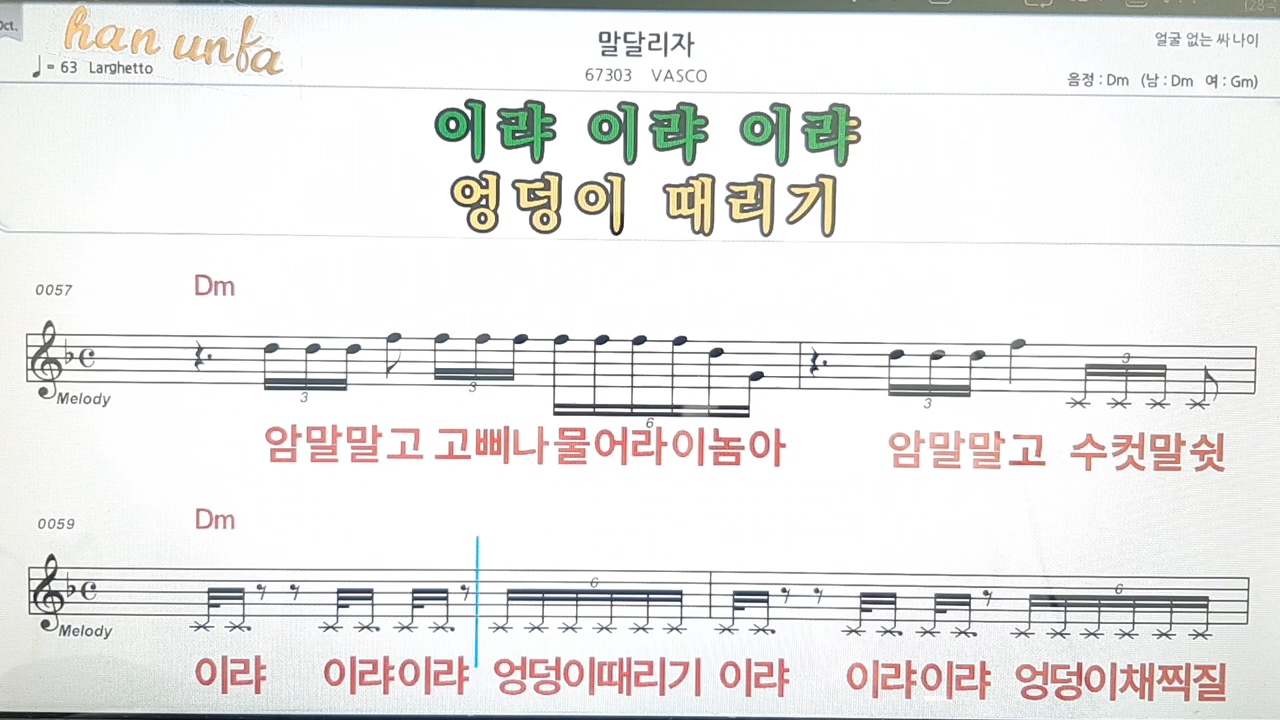 Oct.
han unfa
말달리자
얼굴 없는 싸나이
♩= 63 Larghetto
67303 VASCO
음정 : Dm (남 : Dm 여 : Gm)
이랴 이랴 이랴
엉덩이 때리기
0057
Dm
3
3
6
3
3
Melody
암말말고 고삐나물어라이놈아 암말말고 수컷말쉿
0059
Dm
6
6
Melody
이랴 이랴이랴 엉덩이때리기 이랴 이랴이랴 엉덩이채찍질